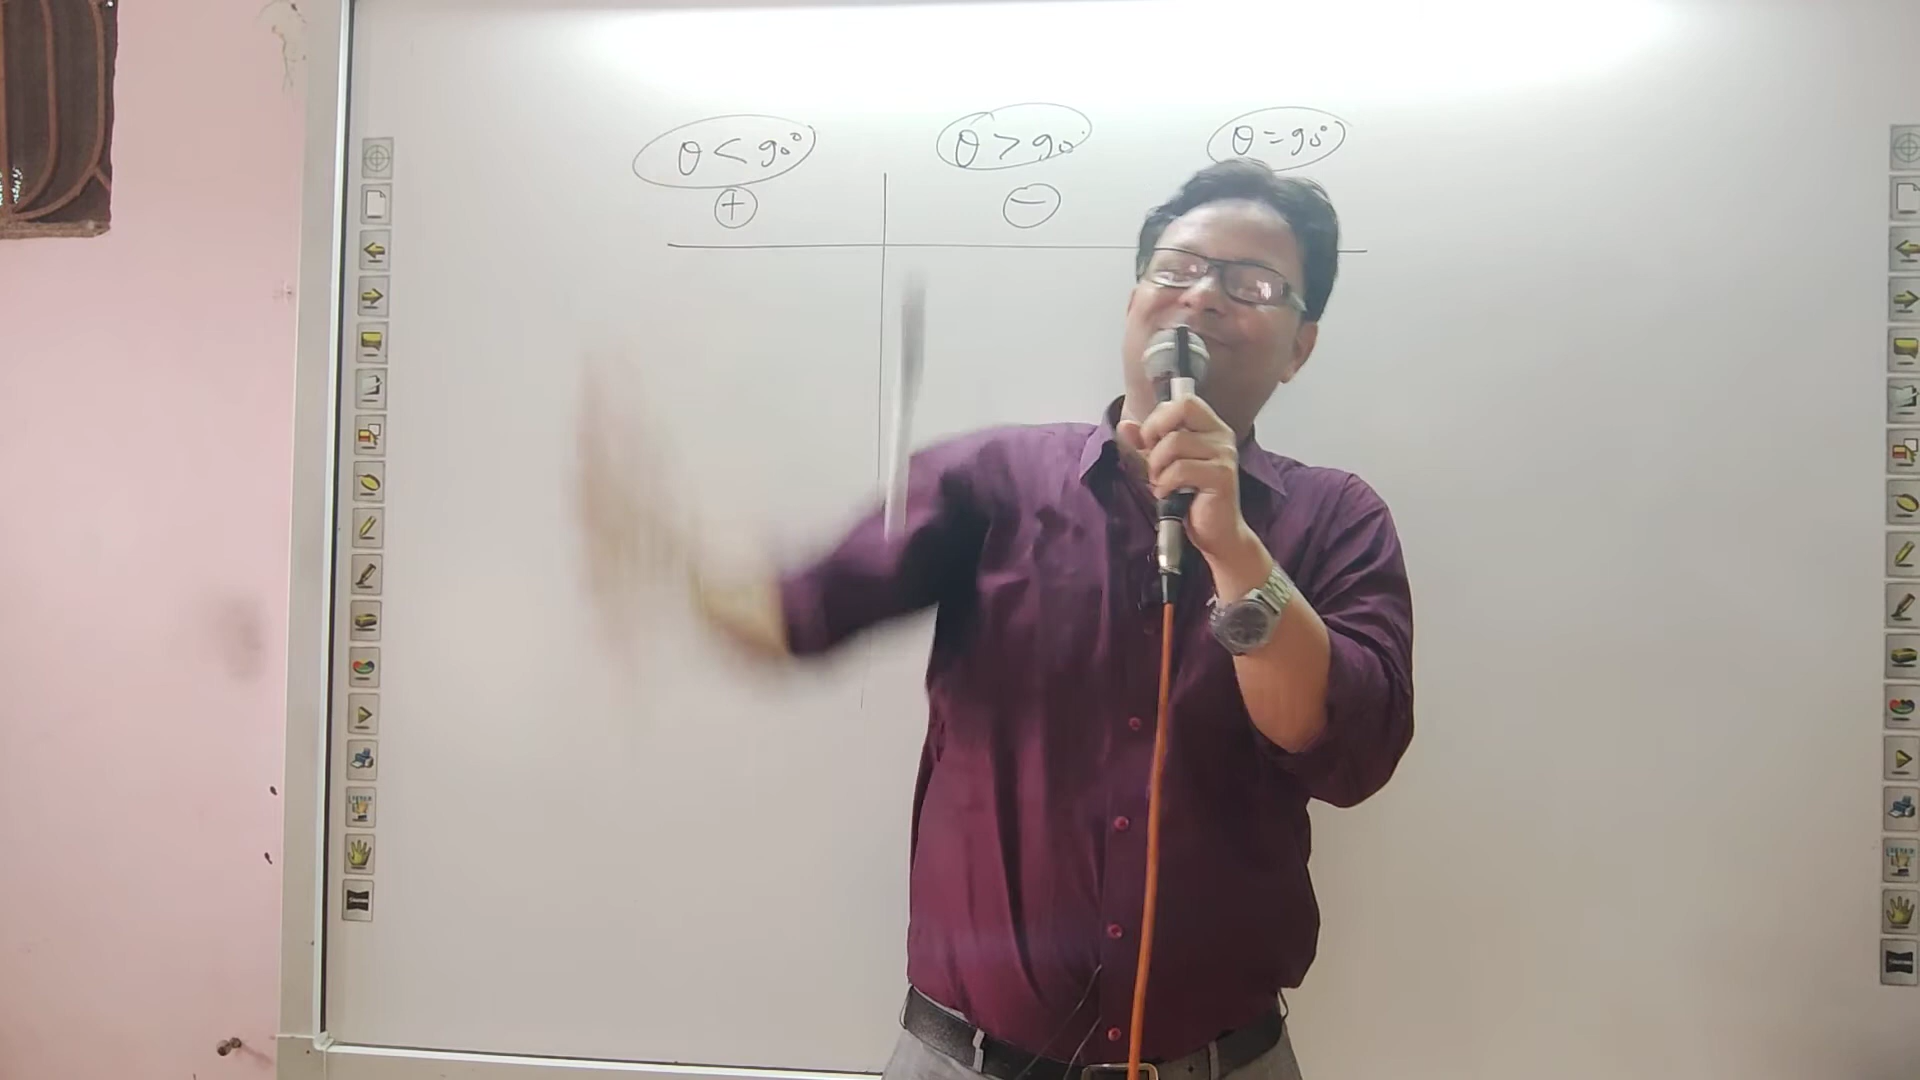 θ < 90° θ > 90° θ = 90°
+ −